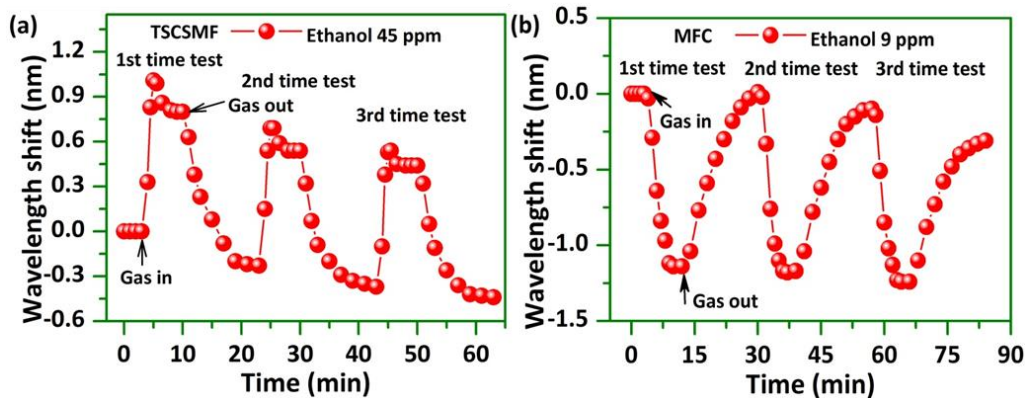 (a)
TSCSMF
Ethanol 45 ppm
1st time test
2nd time test
Gas out
3rd time test
Gas in
Wavelength shift (nm)
1.2
0.9
0.6
0.3
0.0
-0.3
-0.6
0 10 20 30 40 50 60
Time (min)
(b)
MFC
Ethanol 9 ppm
1st time test 2nd time test 3rd time test
Gas in
Gas out
Wavelength shift (nm)
0.5
0.0
-0.5
-1.0
-1.5
0 15 30 45 60 75 90
Time (min)